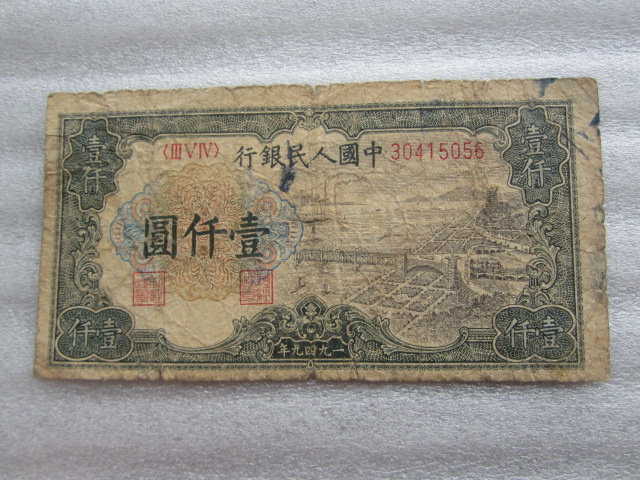 壹仟
〈III V IV〉
中國人民銀行
30415056
壹仟
壹仟圓
壹仟
一九四九年
壹仟